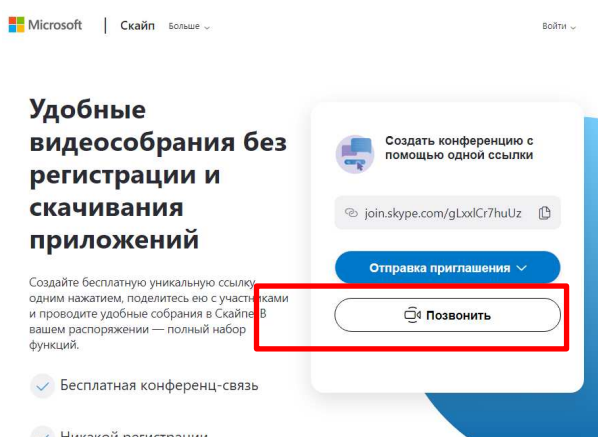 Microsoft
Скайп
Больше
Войти
Удобные
видеособрания без
регистрации и
скачивания
приложений
Создайте бесплатную уникальную ссылку
одним нажатием, поделитесь ею с участниками
и проводите удобные собрания в Скайпе. В
вашем распоряжении — полный набор
функций.
Бесплатная конференц-связь
Никакой регистрации
Создать конференцию с
помощью одной ссылки
join.skype.com/gLxxlCr7huUz
Отправка приглашения
Позвонить